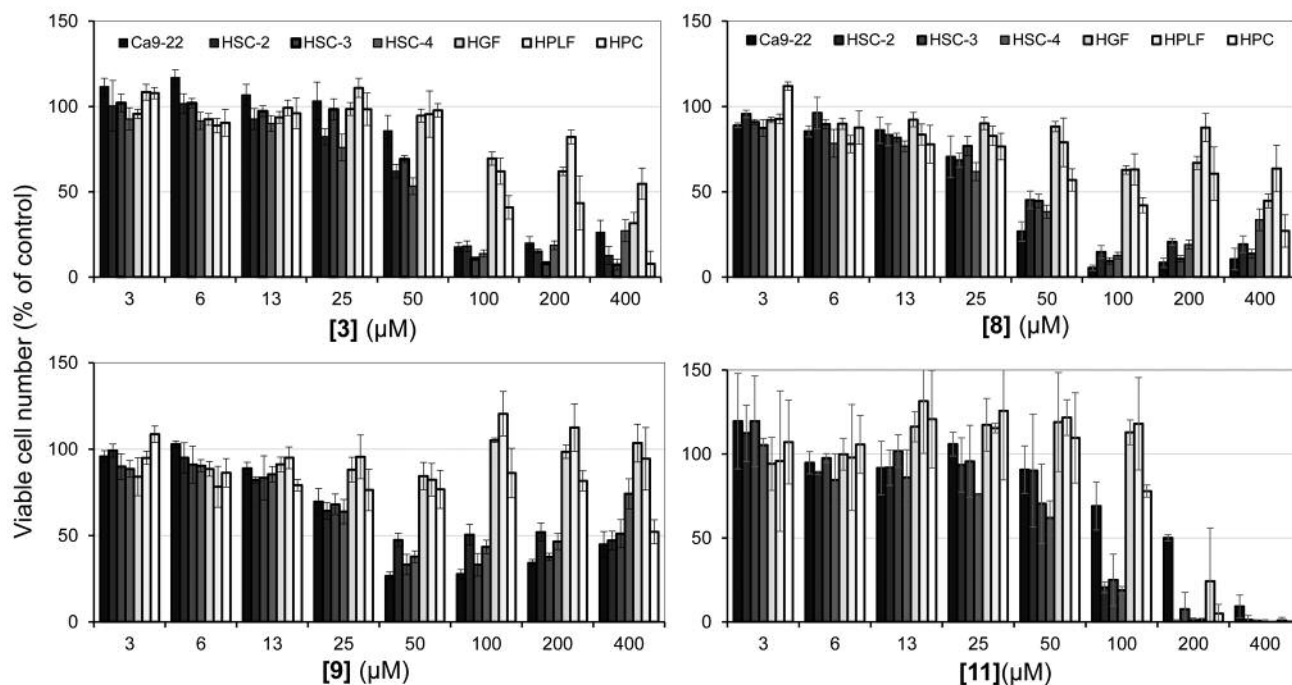 Viable cell number (% of control)
150
100
50
0
Ca9-22 HSC-2 HSC-3 HSC-4 HGF HPLF HPC
3 6 13 25 50 100 200 400
[3] (µM)
150
100
50
0
Ca9-22 HSC-2 HSC-3 HSC-4 HGF HPLF HPC
3 6 13 25 50 100 200 400
[8] (µM)
150
100
50
0
3 6 13 25 50 100 200 400
[9] (µM)
150
100
50
0
3 6 13 25 50 100 200 400
[11](µM)